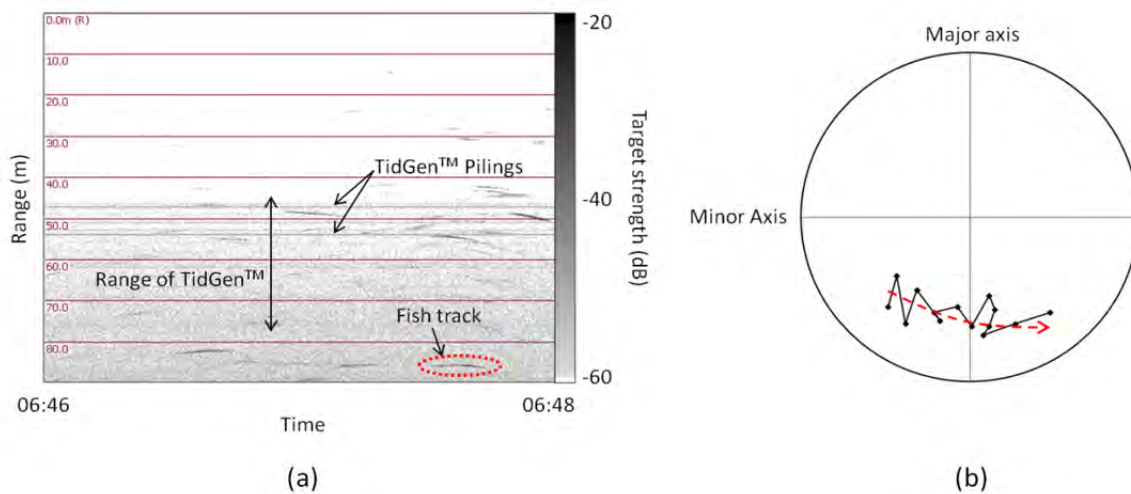 0.0m (R)
10.0
20.0
30.0
40.0
50.0
60.0
70.0
80.0
Range (m)
TidGen™ Pilings
Range of TidGen™
Fish track
06:46
06:48
Time
-20
-40
-60
Target strength (dB)
(a)
Major axis
Minor Axis
(b)